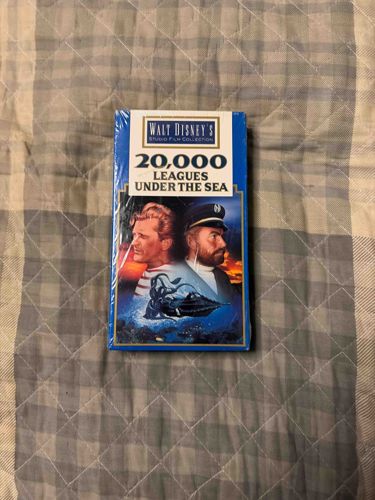 WALT DISNEY'S
STUDIO FILM COLLECTION
20,000
LEAGUES
UNDER THE SEA